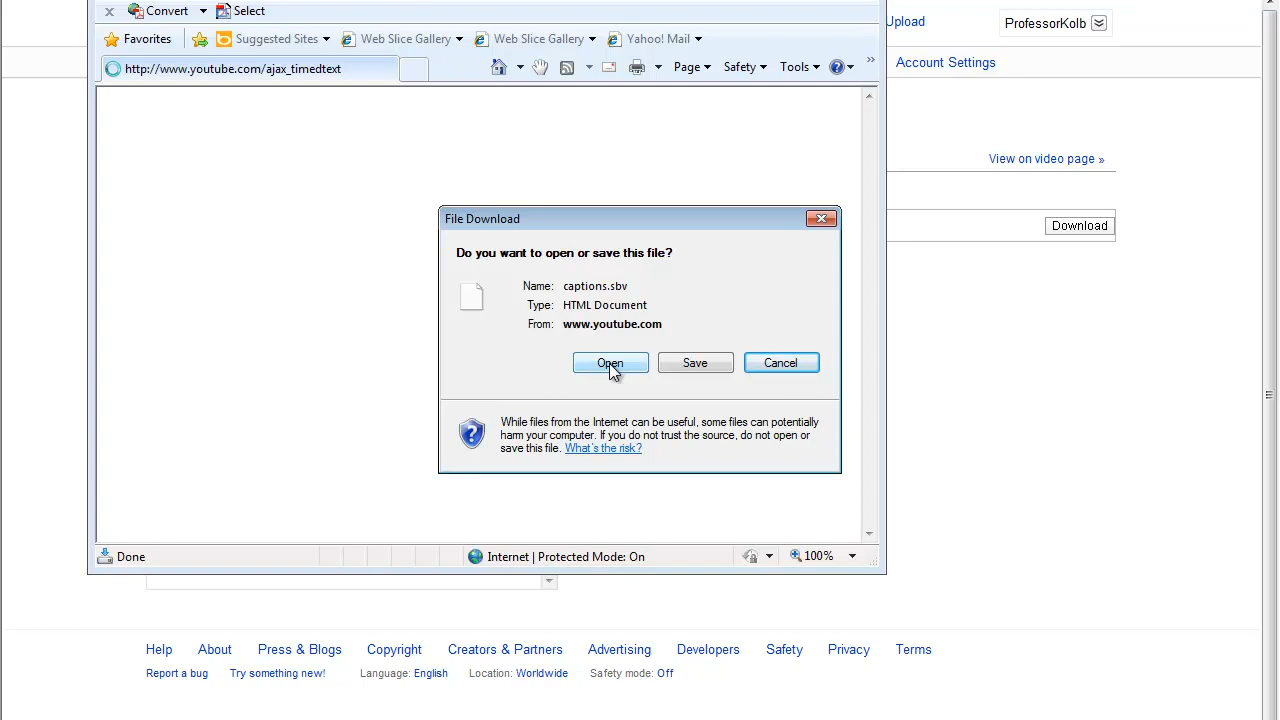 Convert Select
Upload
ProfessorKolb
Favorites Suggested Sites Web Slice Gallery Web Slice Gallery Yahoo! Mail
http://www.youtube.com/ajax_timedtext
Page Safety Tools »
Account Settings
View on video page »
Download
File Download
Do you want to open or save this file?
Name: captions.sbv
Type: HTML Document
From: www.youtube.com
Open Save Cancel
While files from the Internet can be useful, some files can potentially
harm your computer. If you do not trust the source, do not open or
save this file. What's the risk?
Done Internet | Protected Mode: On 100%
Help About Press & Blogs Copyright Creators & Partners Advertising Developers Safety Privacy Terms
Report a bug Try something new! Language: English Location: Worldwide Safety mode: Off